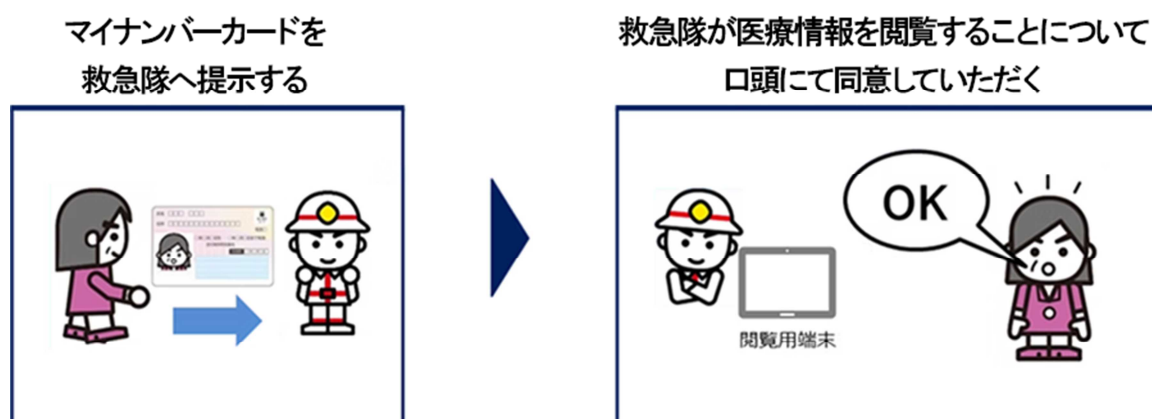 マイナンバーカードを
救急隊へ提示する
救急隊が医療情報を閲覧することについて
口頭にて同意していただく
OK
閲覧用端末